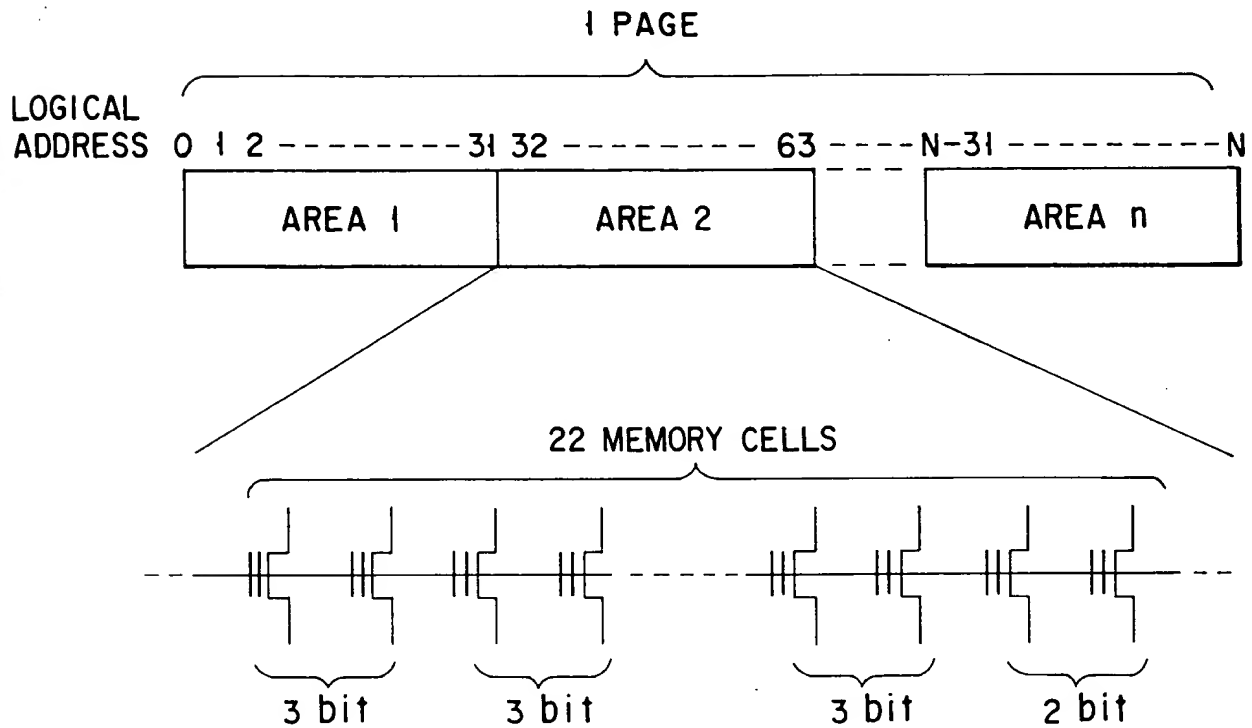 1 PAGE
LOGICAL
ADDRESS 0 1 2 -------- 31 32 --------- 63 ----- N-31 ---------- N
AREA 1 AREA 2 AREA n
22 MEMORY CELLS
3 bit 3 bit 3 bit 2 bit